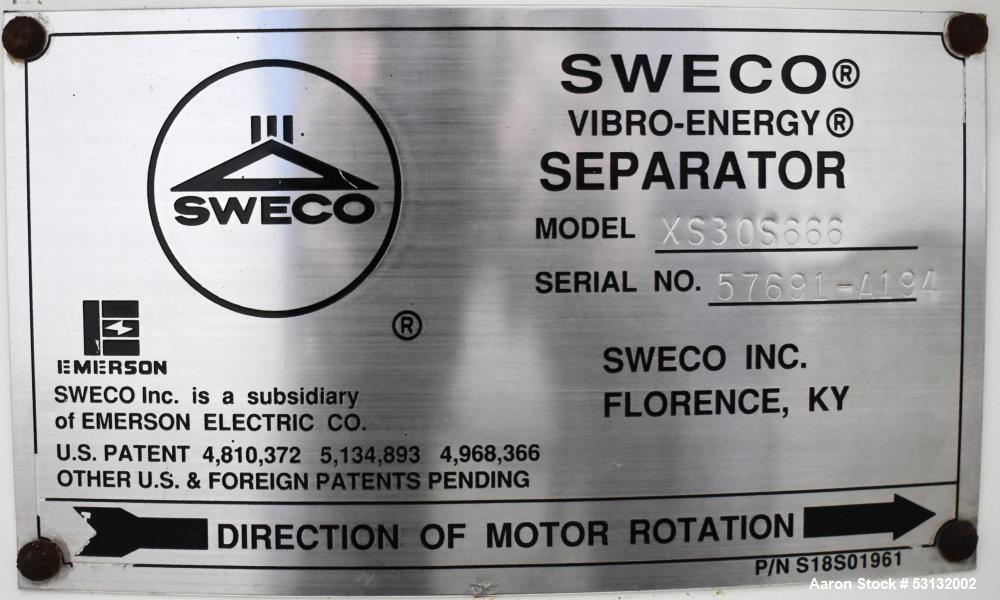 SWECO
®
EMERSON
SWECO Inc. is a subsidiary
of EMERSON ELECTRIC CO.
U.S. PATENT 4,810,372 5,134,893 4,968,366
OTHER U.S. & FOREIGN PATENTS PENDING
SWECO®
VIBRO-ENERGY®
SEPARATOR
MODEL XS30S666
SERIAL NO. 57691-A194
SWECO INC.
FLORENCE, KY
DIRECTION OF MOTOR ROTATION
P/N S18S01961
Aaron Stock # 53132002